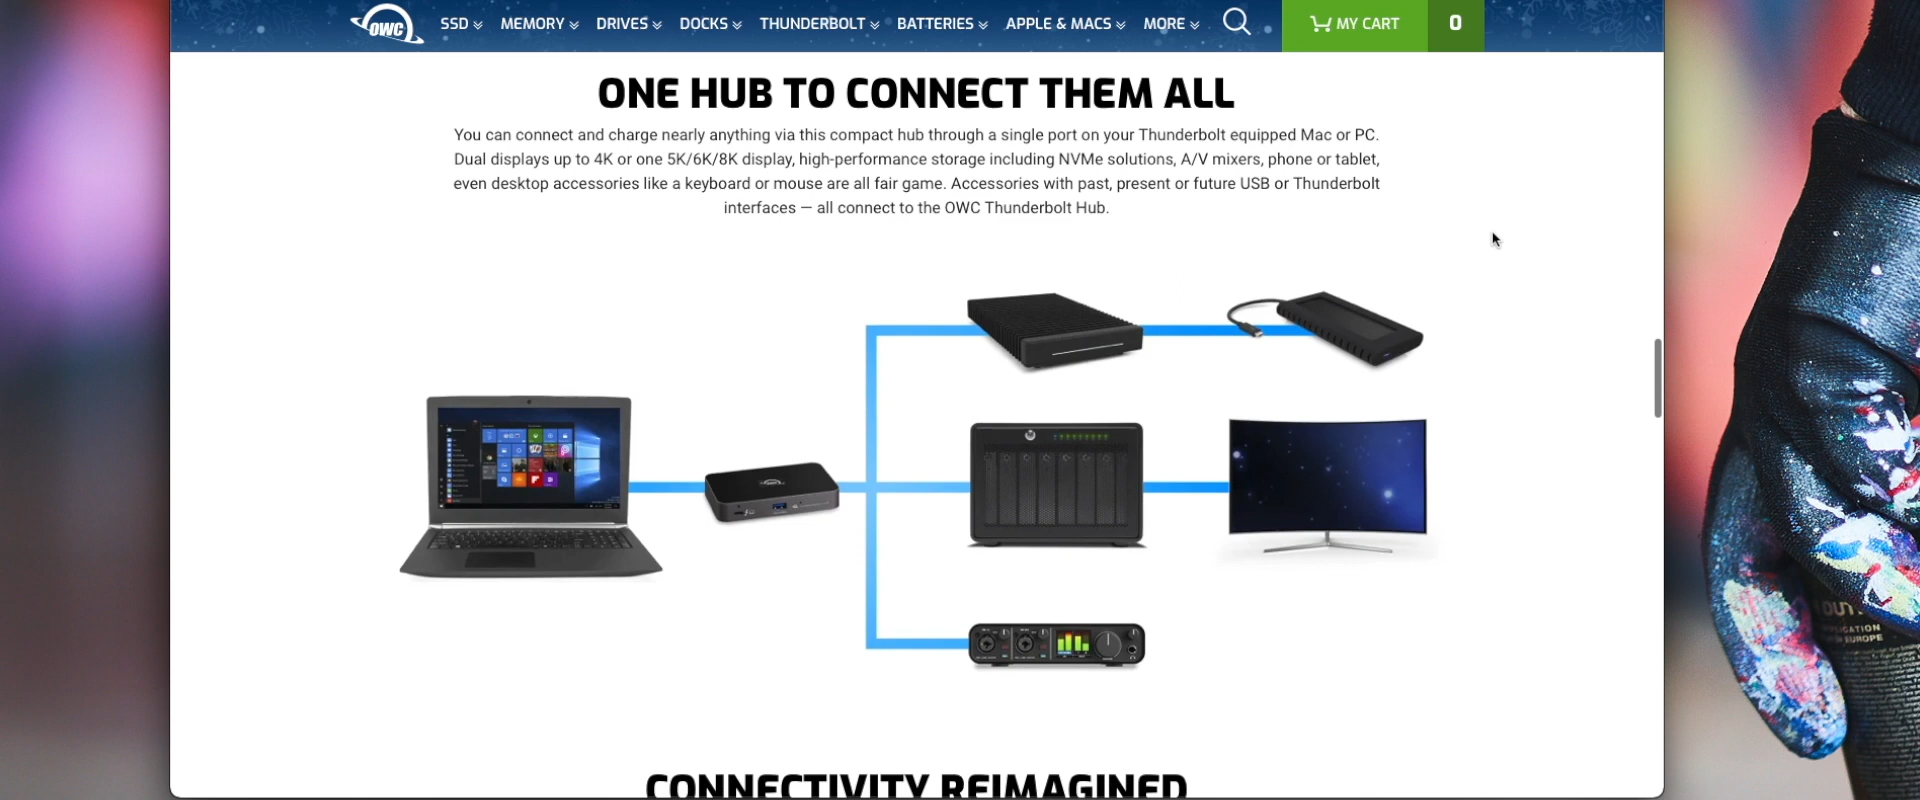 OWC
SSD
MEMORY
DRIVES
DOCKS
THUNDERBOLT
BATTERIES
APPLE & MACS
MORE
MY CART
0
ONE HUB TO CONNECT THEM ALL
You can connect and charge nearly anything via this compact hub through a single port on your Thunderbolt equipped Mac or PC.
Dual displays up to 4K or one 5K/6K/8K display, high-performance storage including NVMe solutions, A/V mixers, phone or tablet,
even desktop accessories like a keyboard or mouse are all fair game. Accessories with past, present or future USB or Thunderbolt
interfaces — all connect to the OWC Thunderbolt Hub.
CONNECTIVITY REIMAGINED